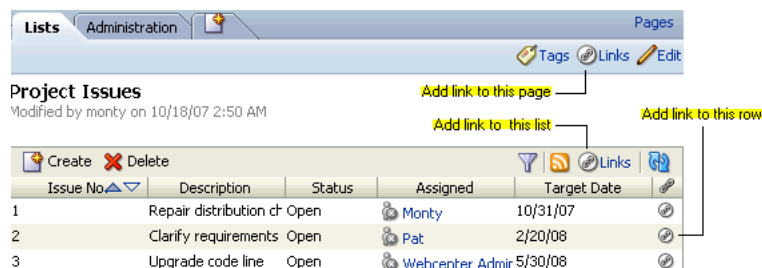 Lists Administration Pages
Tags Links Edit
Project Issues
Add link to this page
Modified by monty on 10/18/07 2:50 AM
Add link to this row
Add link to this list
Create Delete Links
Issue No. Description Status Assigned Target Date
1 Repair distribution ch Open Monty 10/31/07
2 Clarify requirements Open Pat 2/20/08
3 Upgrade code line Open Webcenter Admir 5/30/08